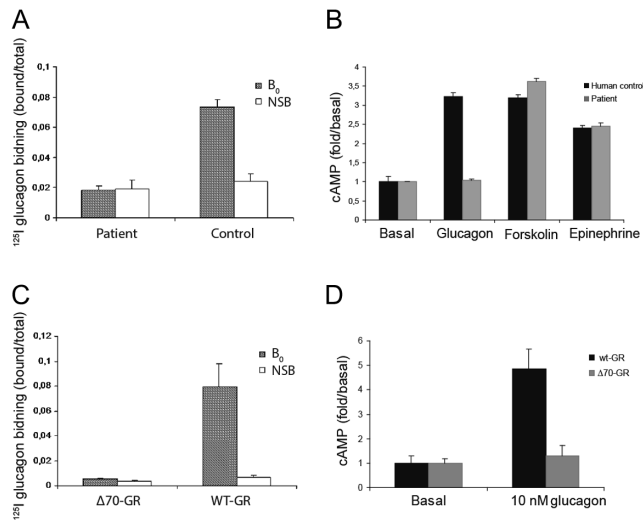 A
¹²⁵I glucagon bidning (bound/total)
0,1
0,08
0,06
0,04
0,02
0
B₀
NSB
Patient Control
B
cAMP (fold/basal)
4
3,5
3
2,5
2
1,5
1
0,5
0
Human control
Patient
Basal Glucagon Forskolin Epinephrine
C
¹²⁵I glucagon bidning (bound/total)
0,12
0,1
0,08
0,06
0,04
0,02
0
B₀
NSB
Δ70-GR WT-GR
D
cAMP (fold/basal)
6
5
4
3
2
1
0
wt-GR
Δ70-GR
Basal 10 nM glucagon